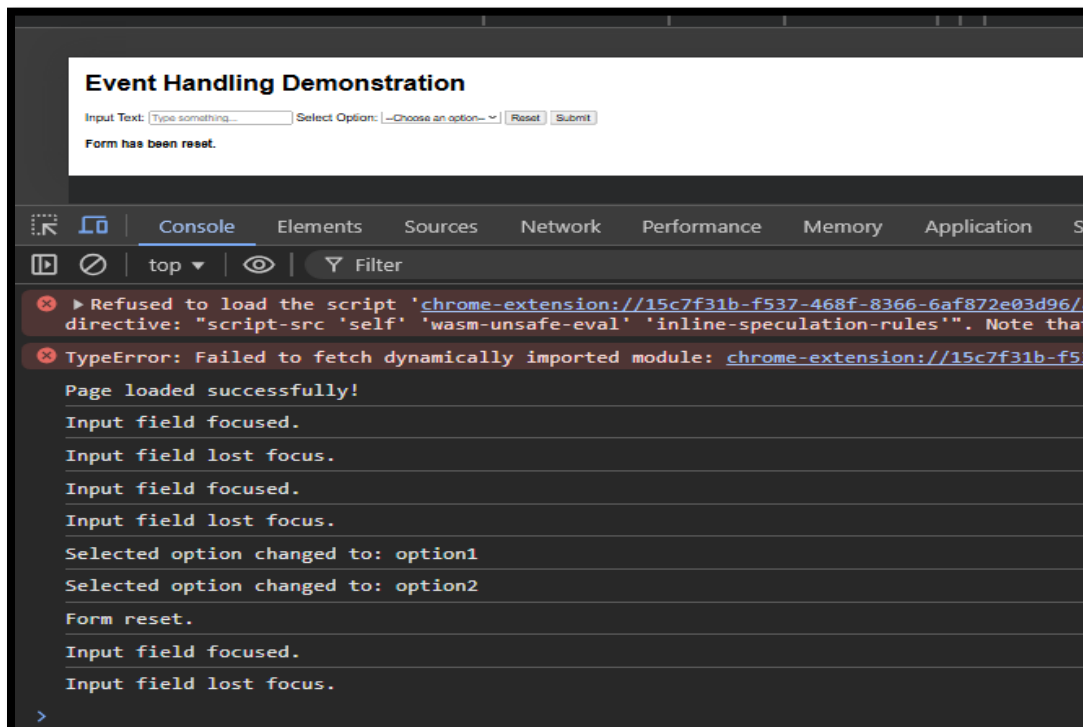 Event Handling Demonstration
Input Text: Type something... Select Option: --Choose an option-- Reset Submit
Form has been reset.
Console Elements Sources Network Performance Memory Application S
top Filter
Refused to load the script 'chrome-extension://15c7f31b-f537-468f-8366-6af872e03d96/
directive: "script-src 'self' 'wasm-unsafe-eval' 'inline-speculation-rules'". Note tha
TypeError: Failed to fetch dynamically imported module: chrome-extension://15c7f31b-f5
Page loaded successfully!
Input field focused.
Input field lost focus.
Input field focused.
Input field lost focus.
Selected option changed to: option1
Selected option changed to: option2
Form reset.
Input field focused.
Input field lost focus.
>